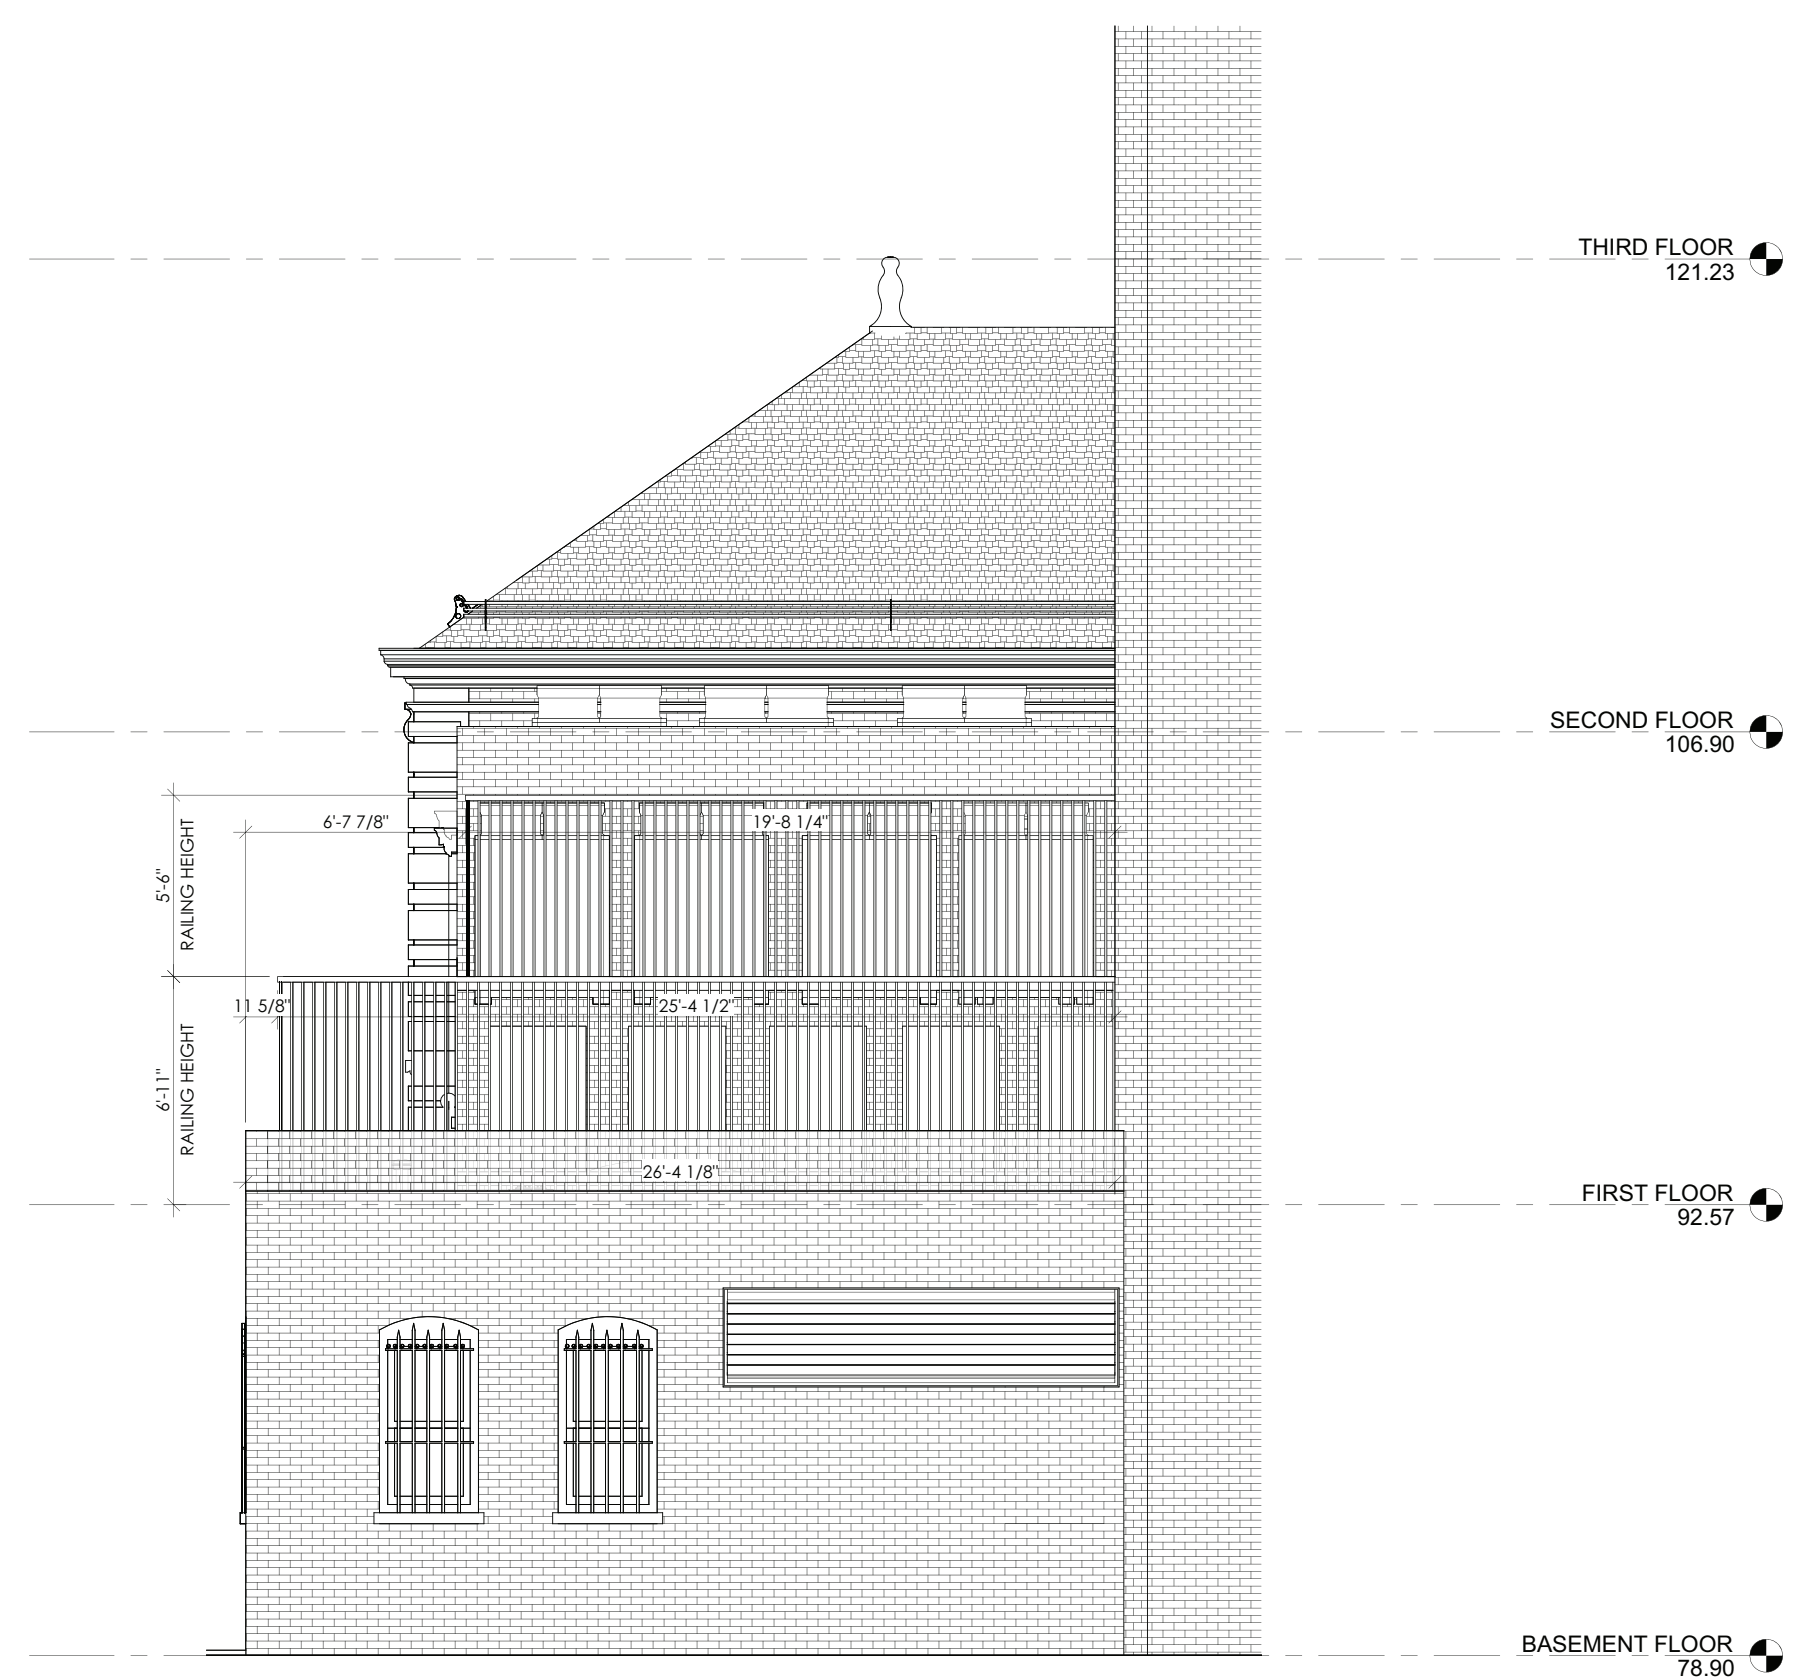 THIRD FLOOR
121.23
SECOND FLOOR
106.90
6'-7 7/8"
19'-8 1/4"
5'-6"
RAILING HEIGHT
11 5/8"
25'-4 1/2"
6'-11"
RAILING HEIGHT
26'-4 1/8"
FIRST FLOOR
92.57
BASEMENT FLOOR
78.90